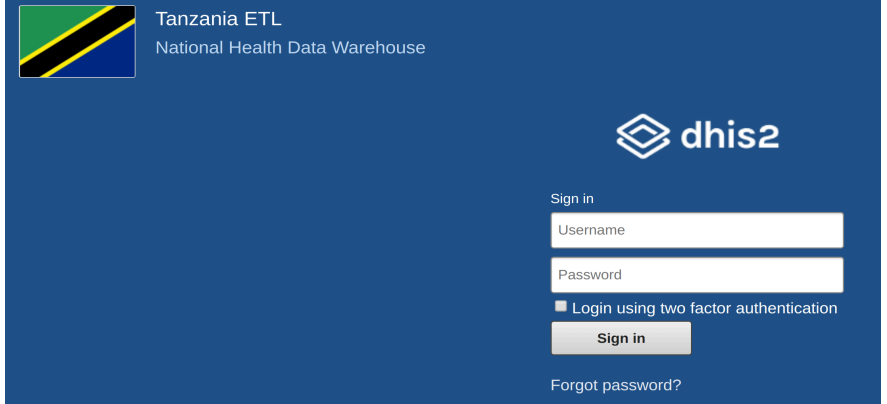 Tanzania ETL
National Health Data Warehouse
dhis2
Sign in
Username
Password
Login using two factor authentication
Sign in
Forgot password?